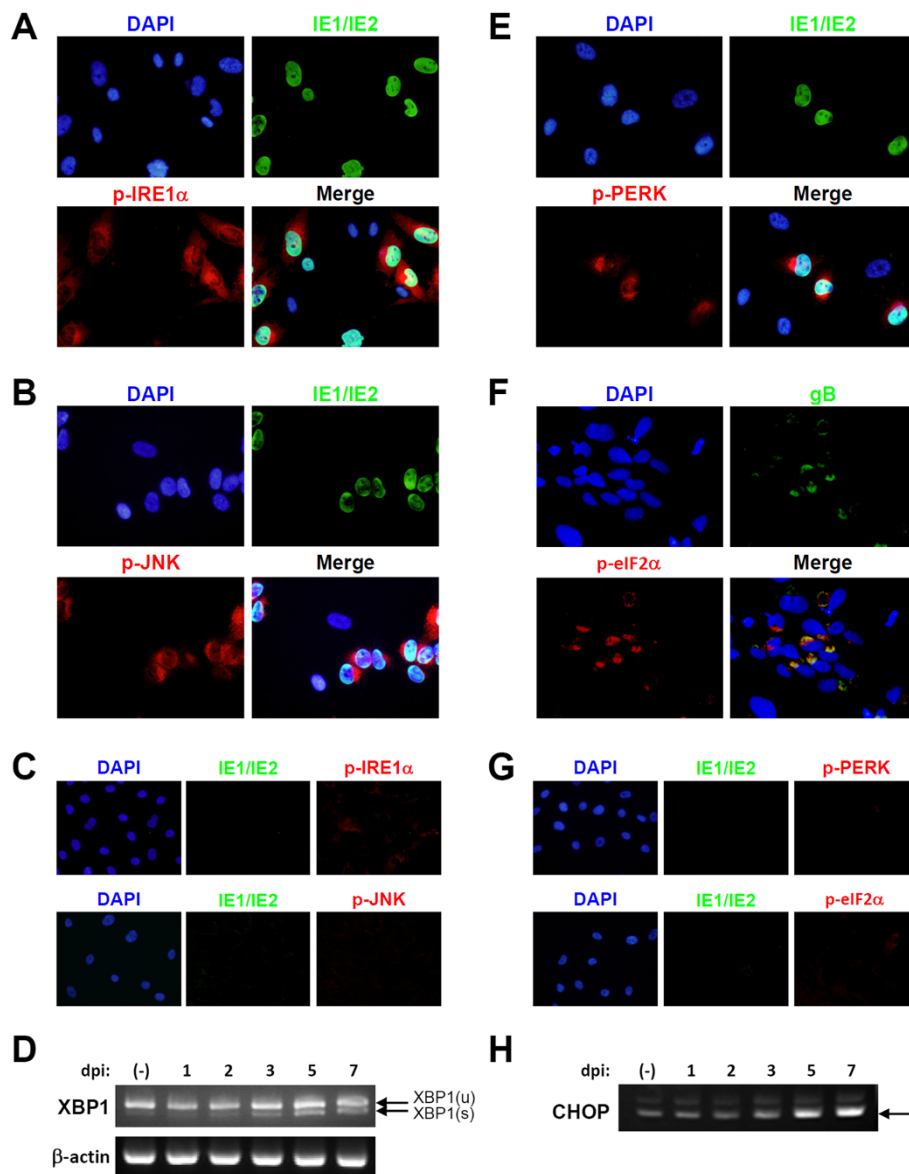 A
DAPI IE1/IE2
p-IRE1α Merge
B
DAPI IE1/IE2
p-JNK Merge
C
DAPI IE1/IE2 p-IRE1α
DAPI IE1/IE2 p-JNK
D
dpi: (-) 1 2 3 5 7
XBP1
XBP1(u)
XBP1(s)
β-actin
E
DAPI IE1/IE2
p-PERK Merge
F
DAPI gB
p-eIF2α Merge
G
DAPI IE1/IE2 p-PERK
DAPI IE1/IE2 p-eIF2α
H
dpi: (-) 1 2 3 5 7
CHOP